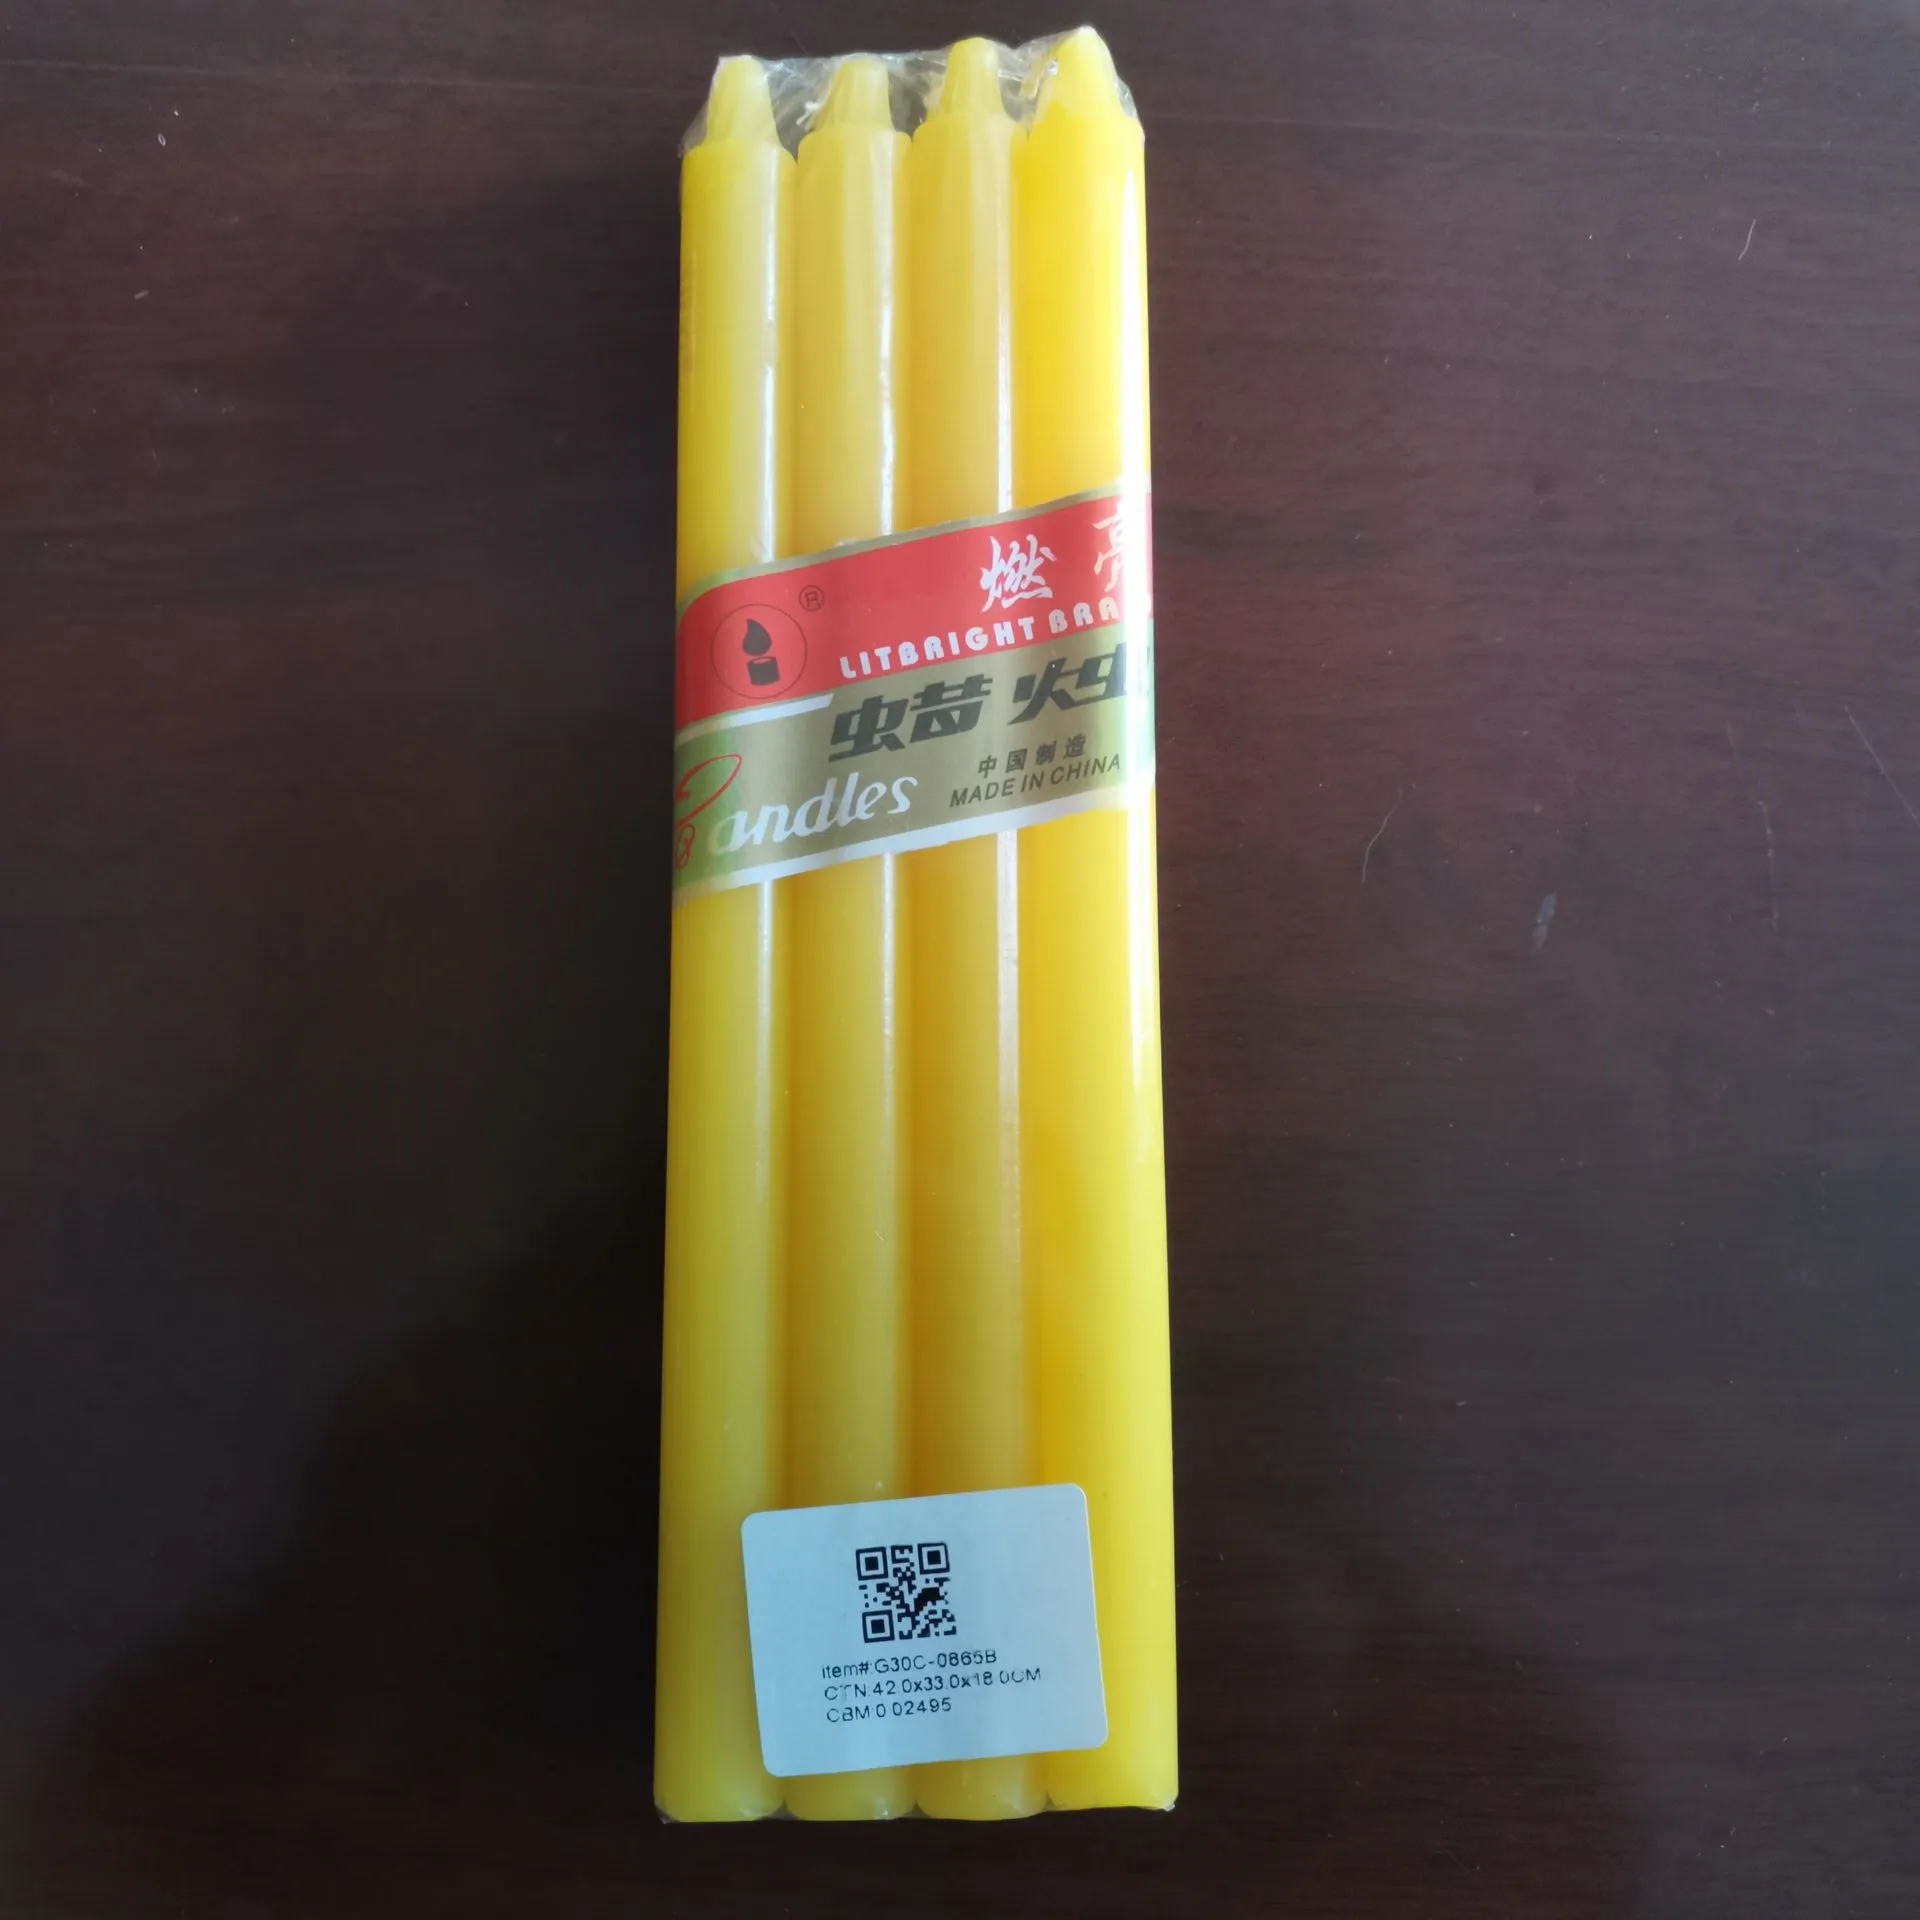 燃亮
®
LITBRIGHT BRA
蜡烛
Candles
中国制造
MADE IN CHINA
item#:G30C-0865B
CTN:42.0x33.0x18.0CM
CBM:0.02495